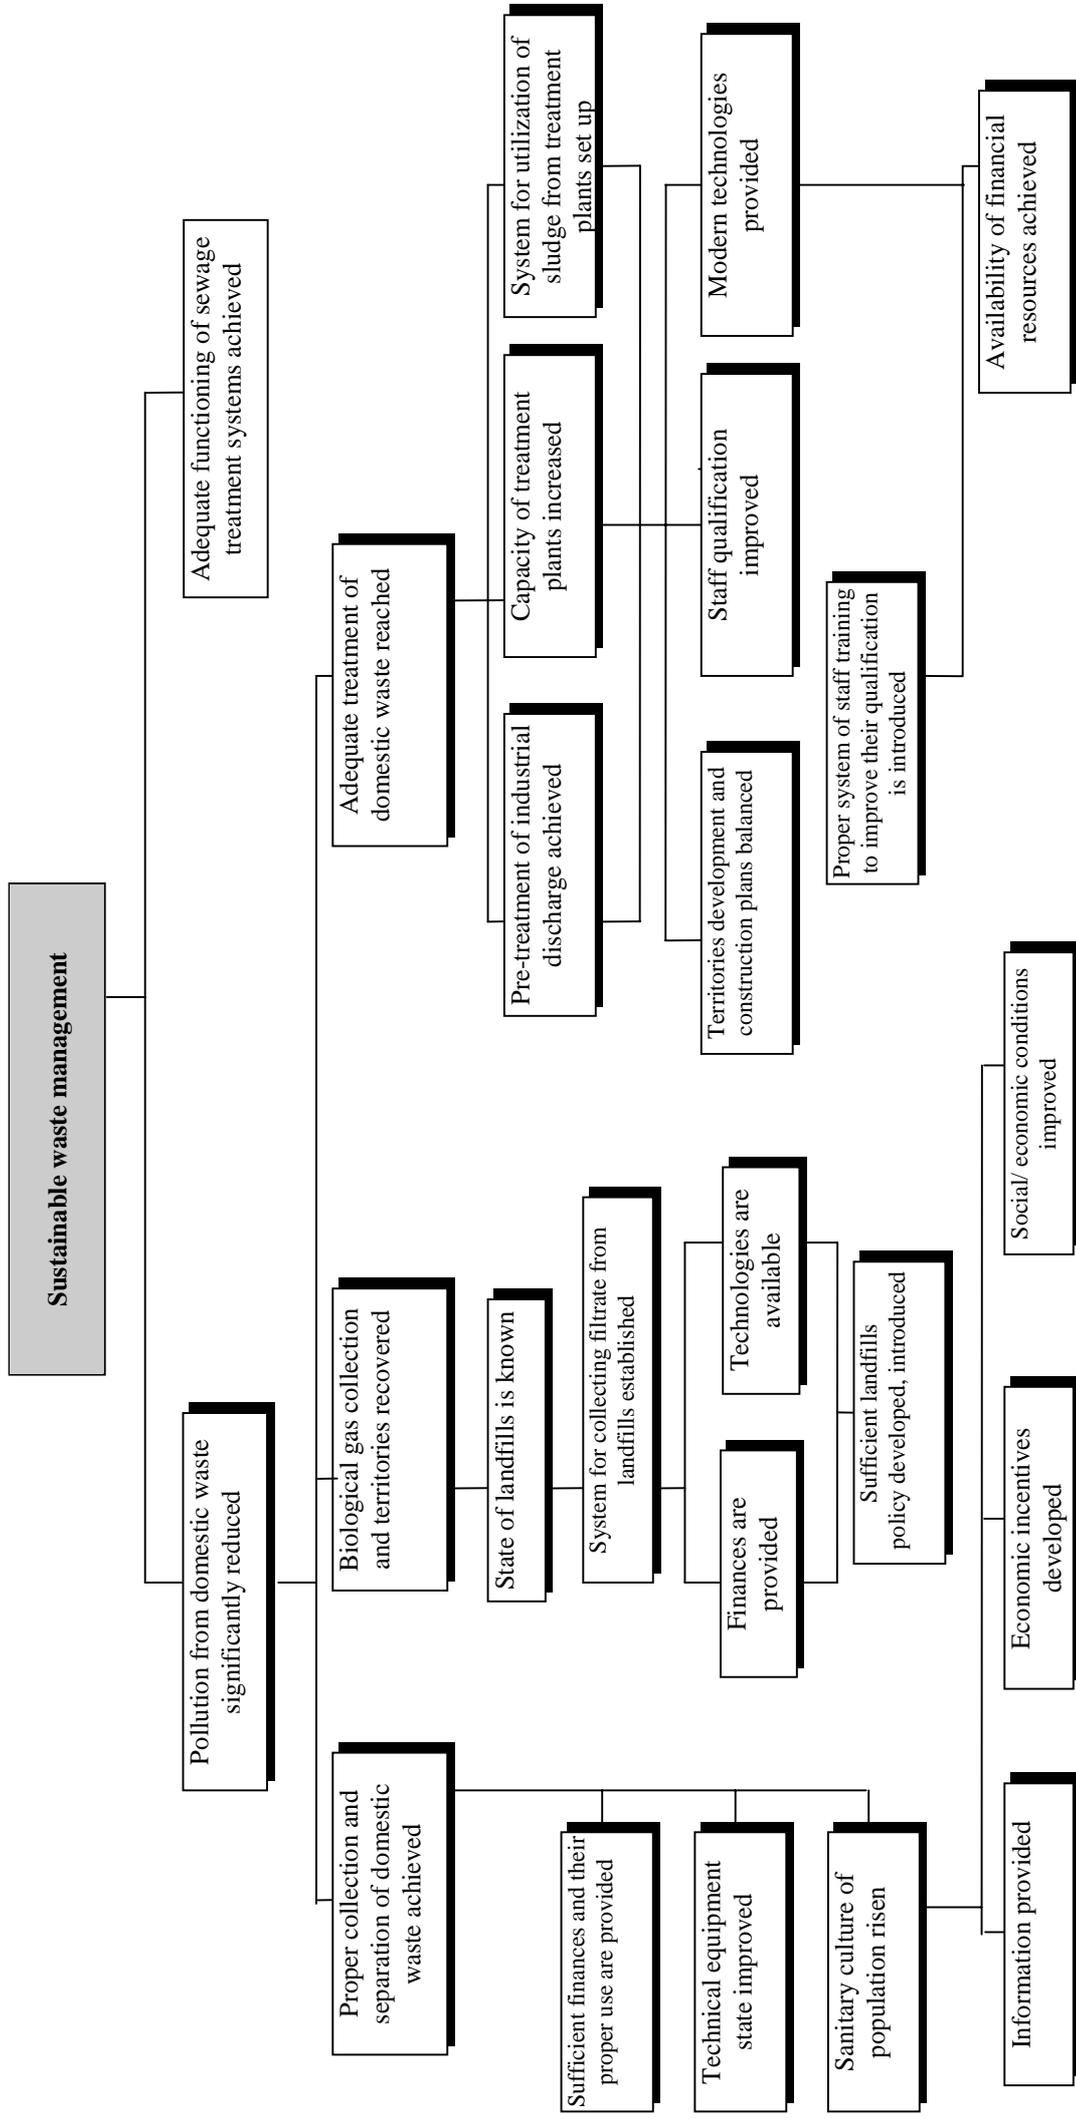 Sustainable waste management
Pollution from domestic waste
significantly reduced
Adequate functioning of sewage
treatment systems achieved
Proper collection and
separation of domestic
waste achieved
Biological gas collection
and territories recovered
Adequate treatment of
domestic waste reached
State of landfills is known
Pre-treatment of industrial
discharge achieved
Capacity of treatment
plants increased
System for utilization of
sludge from treatment
plants set up
Sufficient finances and their
proper use are provided
System for collecting filtrate from
landfills established
Technical equipment
state improved
Finances are
provided
Technologies are
available
Territories development and
construction plans balanced
Staff qualification
improved
Modern technologies
provided
Sanitary culture of
population risen
Sufficient landfills
policy developed, introduced
Proper system of staff training
to improve their qualification
is introduced
Information provided
Economic incentives
developed
Social/ economic conditions
improved
Availability of financial
resources achieved